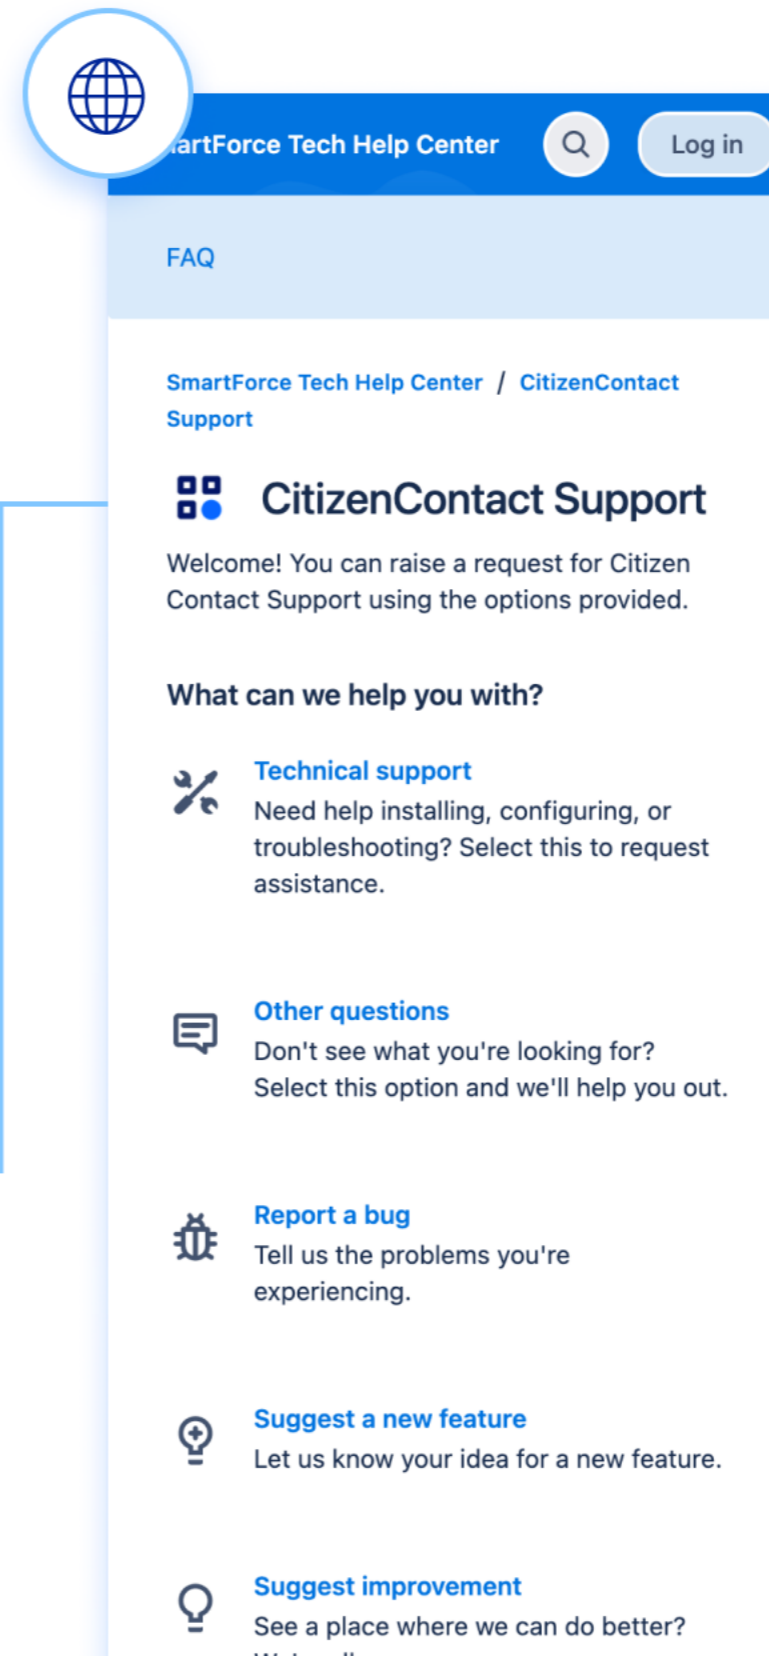 Force Tech Help Center
Log in
FAQ
SmartForce Tech Help Center / CitizenContact
Support
CitizenContact Support
Welcome! You can raise a request for Citizen
Contact Support using the options provided.
What can we help you with?
Technical support
Need help installing, configuring, or
troubleshooting? Select this to request
assistance.
Other questions
Don't see what you're looking for?
Select this option and we'll help you out.
Report a bug
Tell us the problems you're
experiencing.
Suggest a new feature
Let us know your idea for a new feature.
Suggest improvement
See a place where we can do better?